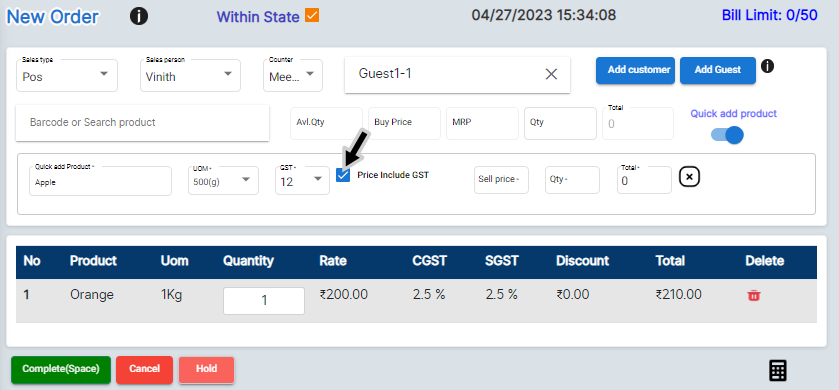 New Order
Within State
04/27/2023 15:34:08
Bill Limit: 0/50
Sales type
Pos
Sales person
Vinith
Counter
Mee...
Guest1-1
Add customer
Add Guest
Barcode or Search product
Avl.Qty
Buy Price
MRP
Qty
Total
0
Quick add product
Quick add Product *
Apple
UOM *
500(g)
GST *
12
Price Include GST
Sell price *
Qty *
Total *
0
No Product Uom Quantity Rate CGST SGST Discount Total Delete
1 Orange 1Kg 1 ₹200.00 2.5 % 2.5 % ₹0.00 ₹210.00
Complete(Space)
Cancel
Hold